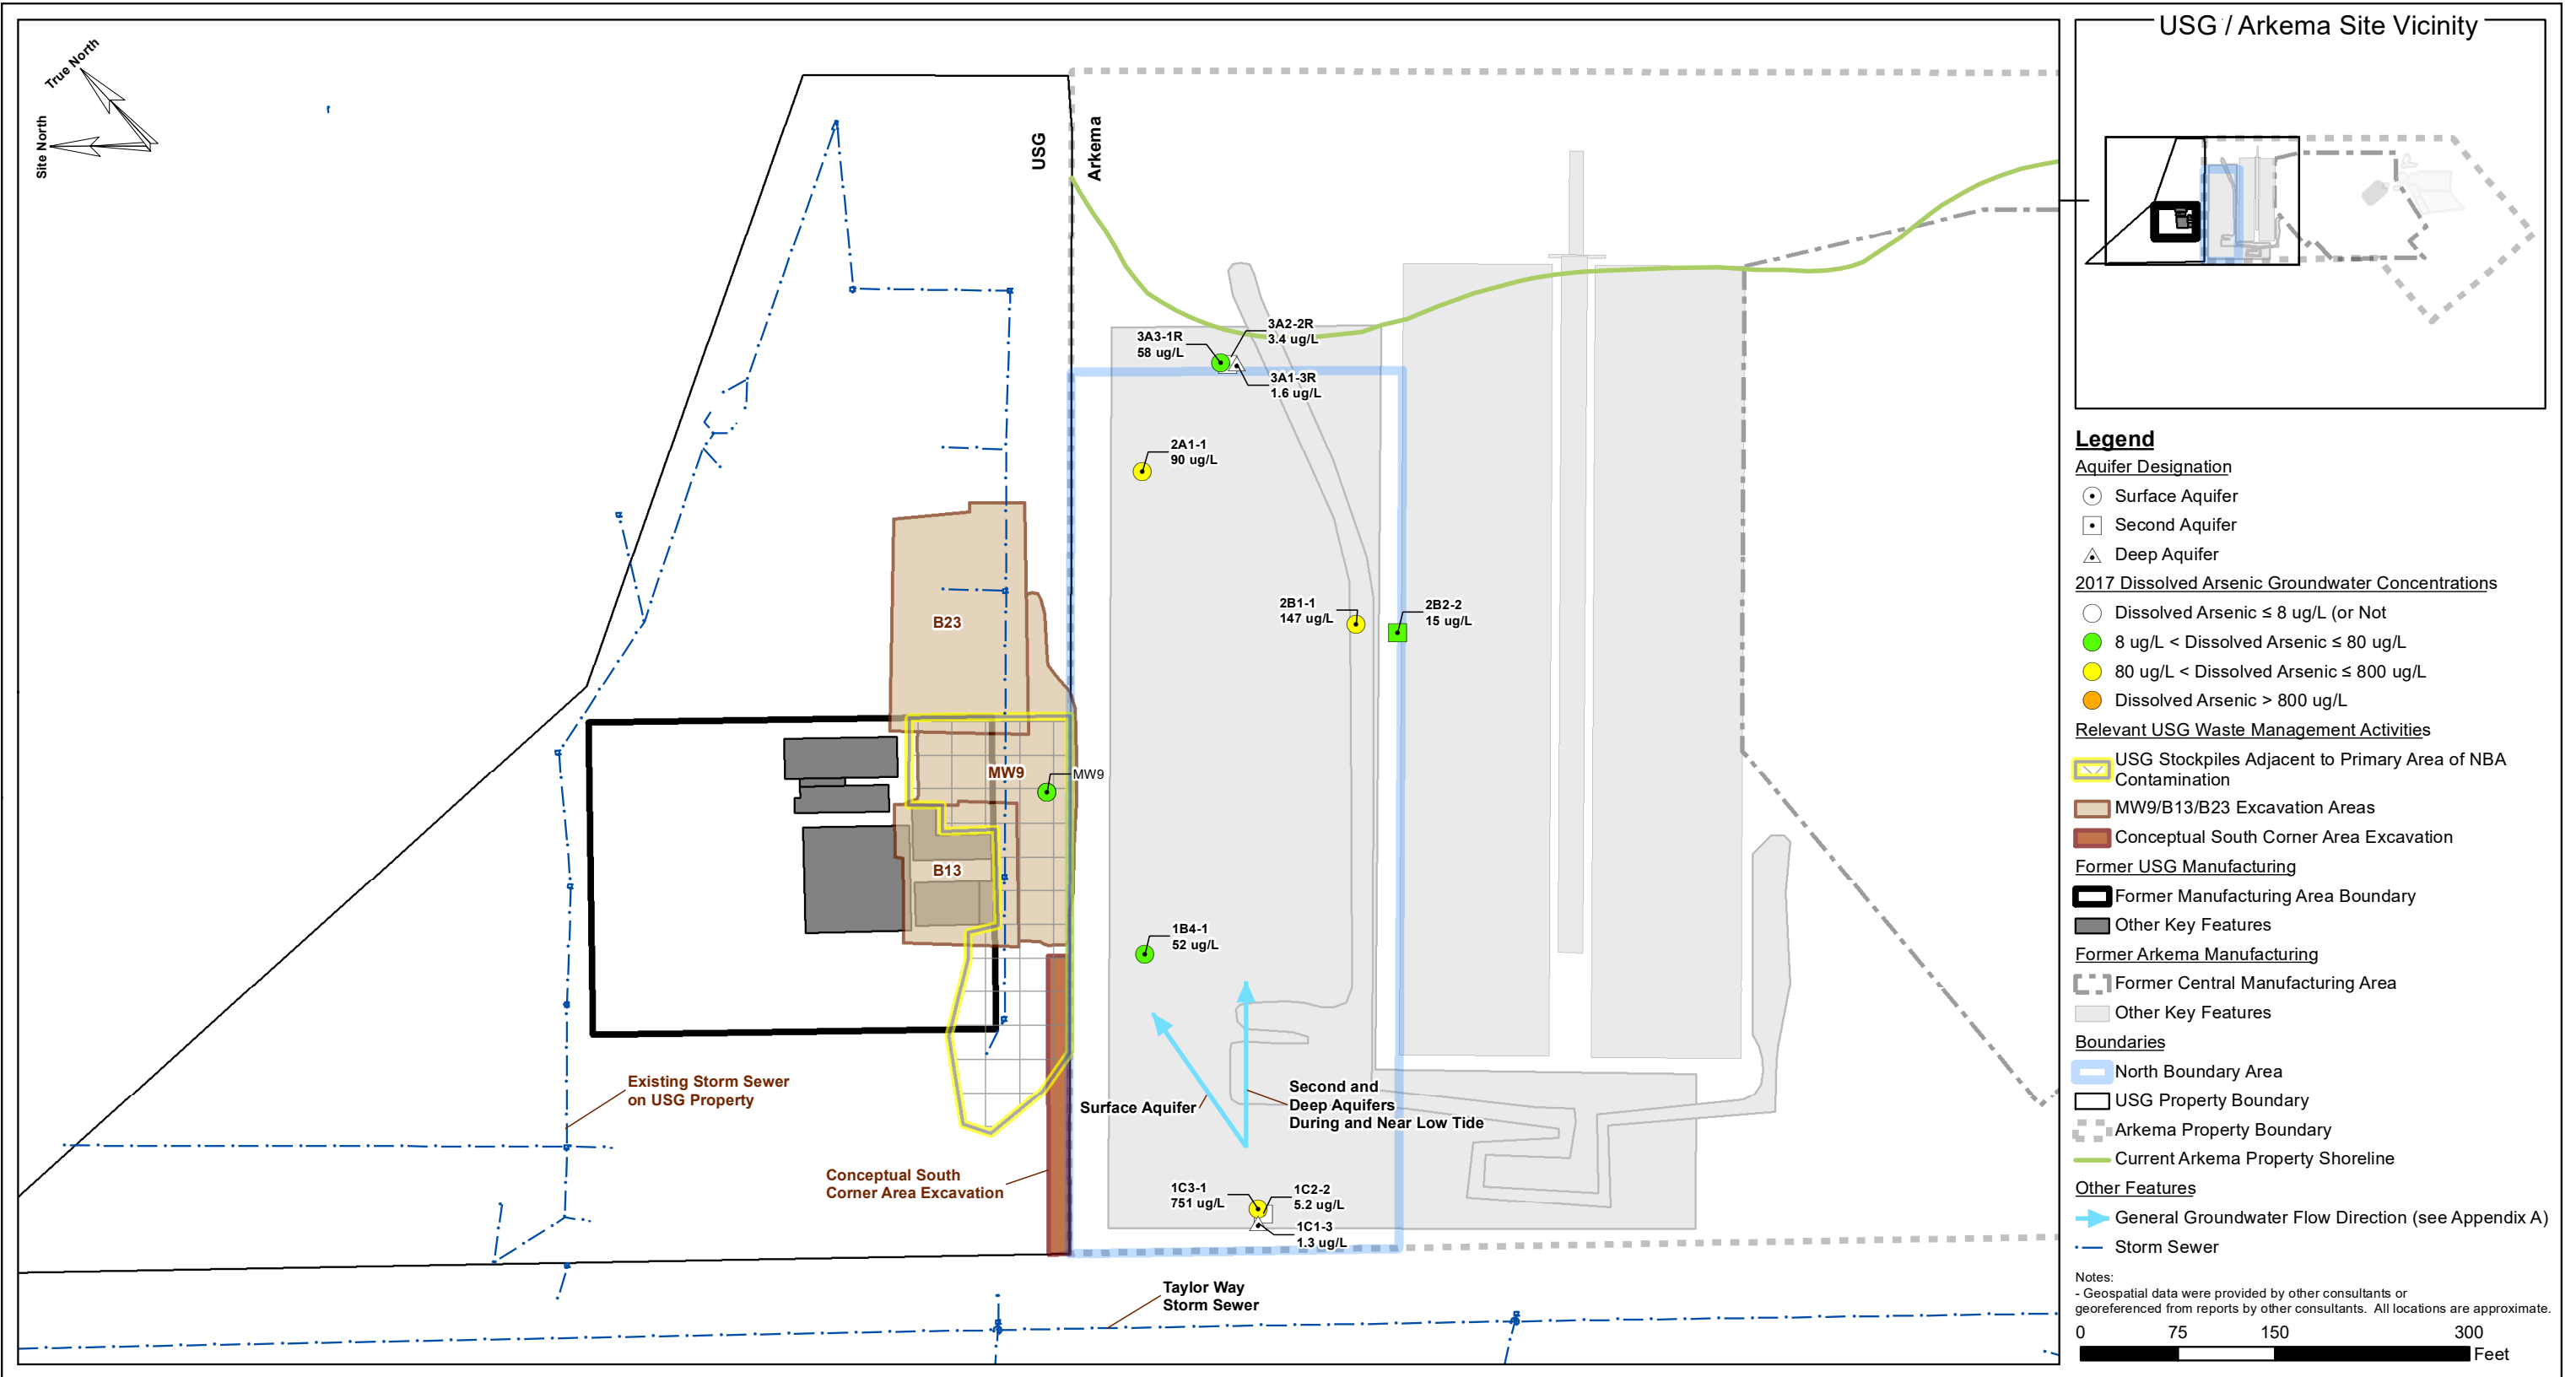 USG / Arkema Site Vicinity
True North
Site North
USG
Arkema
3A3-1R
58 ug/L
3A2-2R
3.4 ug/L
3A1-3R
1.6 ug/L
2A1-1
90 ug/L
2B1-1
147 ug/L
2B2-2
15 ug/L
B23
MW9
MW9
B13
1B4-1
52 ug/L
Existing Storm Sewer
on USG Property
Surface Aquifer
Second and
Deep Aquifers
During and Near Low Tide
Conceptual South
Corner Area Excavation
1C3-1
751 ug/L
1C2-2
5.2 ug/L
1C1-3
1.3 ug/L
Taylor Way
Storm Sewer
Legend
Aquifer Designation
Surface Aquifer
Second Aquifer
Deep Aquifer
2017 Dissolved Arsenic Groundwater Concentrations
Dissolved Arsenic ≤ 8 ug/L (or Not
8 ug/L < Dissolved Arsenic ≤ 80 ug/L
80 ug/L < Dissolved Arsenic ≤ 800 ug/L
Dissolved Arsenic > 800 ug/L
Relevant USG Waste Management Activities
USG Stockpiles Adjacent to Primary Area of NBA
Contamination
MW9/B13/B23 Excavation Areas
Conceptual South Corner Area Excavation
Former USG Manufacturing
Former Manufacturing Area Boundary
Other Key Features
Former Arkema Manufacturing
Former Central Manufacturing Area
Other Key Features
Boundaries
North Boundary Area
USG Property Boundary
Arkema Property Boundary
Current Arkema Property Shoreline
Other Features
General Groundwater Flow Direction (see Appendix A)
Storm Sewer
Notes:
- Geospatial data were provided by other consultants or
georeferenced from reports by other consultants. All locations are approximate.
0 75 150 300
Feet